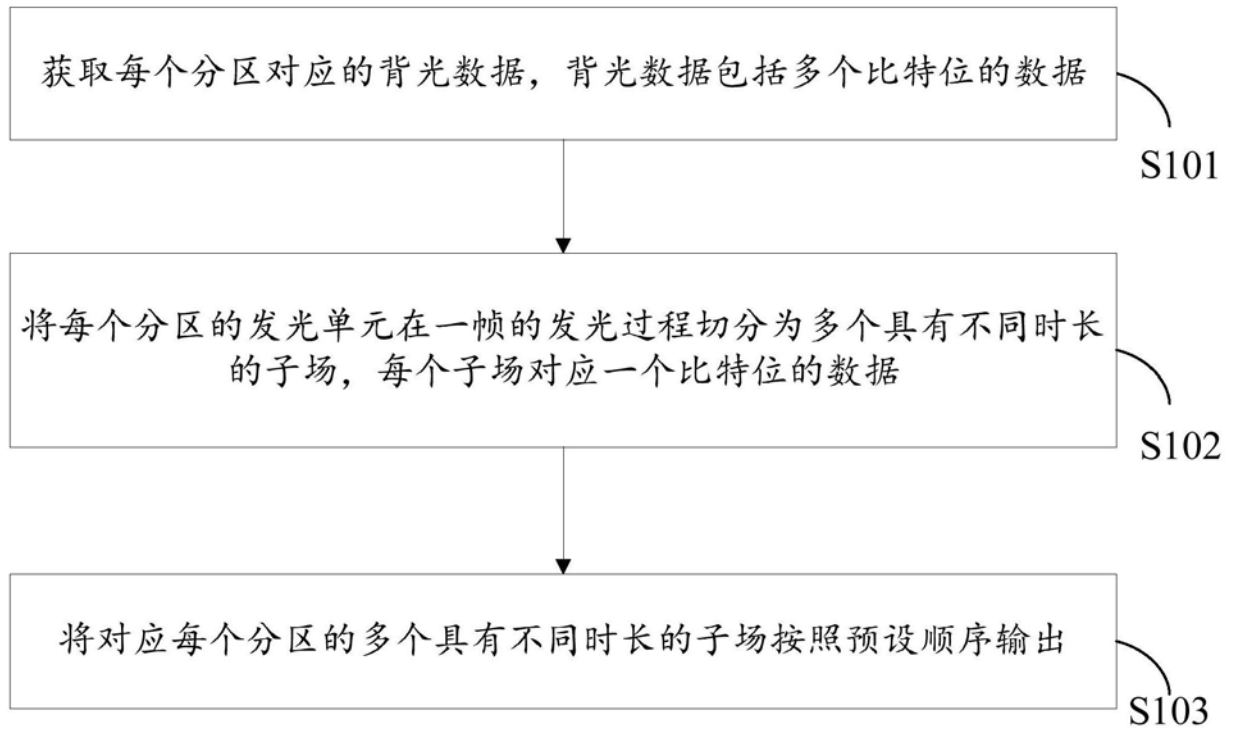 获取每个分区对应的背光数据，背光数据包括多个比特位的数据
S101
将每个分区的发光单元在一帧的发光过程切分为多个具有不同时长
的子场，每个子场对应一个比特位的数据
S102
将对应每个分区的多个具有不同时长的子场按照预设顺序输出
S103